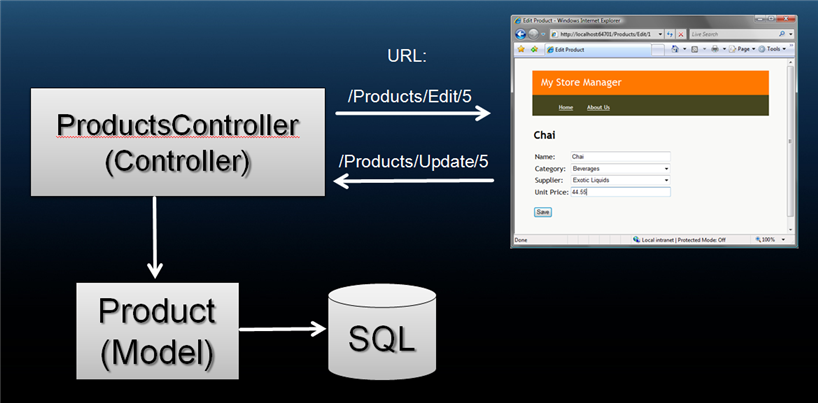 URL:
/Products/Edit/5
/Products/Update/5
ProductsController
(Controller)
Product
(Model)
SQL
Edit Product - Windows Internet Explorer
http://localhost:64701/Products/Edit/1
Live Search
Edit Product
Page
Tools
My Store Manager
Home About Us
Chai
Name: Chai
Category: Beverages
Supplier: Exotic Liquids
Unit Price: 44.55
Save
Done Local intranet | Protected Mode: Off 100%